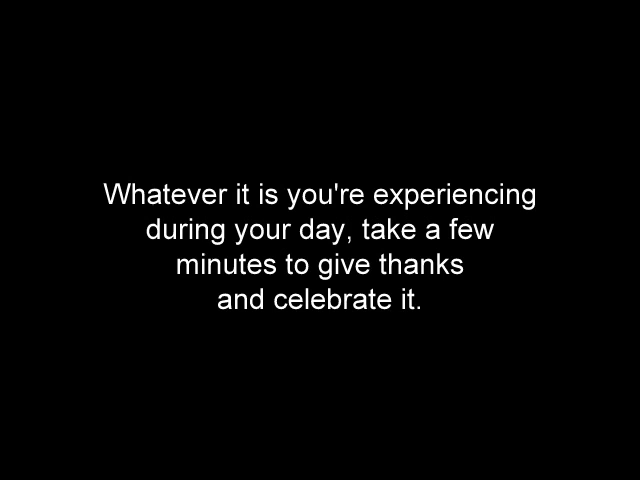 Whatever it is you're experiencing
during your day, take a few
minutes to give thanks
and celebrate it.